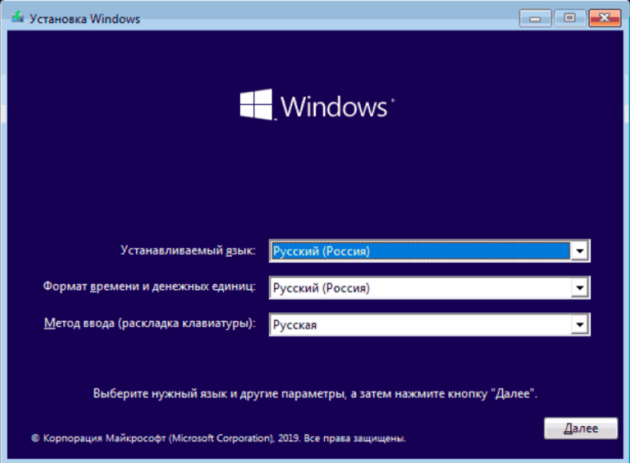 Установка Windows
Windows
Устанавливаемый язык: Русский (Россия)
Формат времени и денежных единиц: Русский (Россия)
Метод ввода (раскладка клавиатуры): Русская
Выберите нужный язык и другие параметры, а затем нажмите кнопку "Далее".
Далее
© Корпорация Майкрософт (Microsoft Corporation), 2019. Все права защищены.